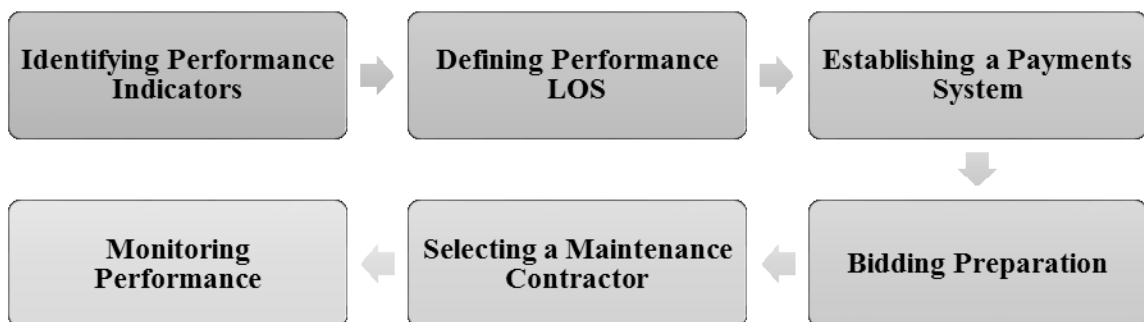 Identifying Performance
Indicators
Defining Performance
LOS
Establishing a Payments
System
Bidding Preparation
Selecting a Maintenance
Contractor
Monitoring
Performance